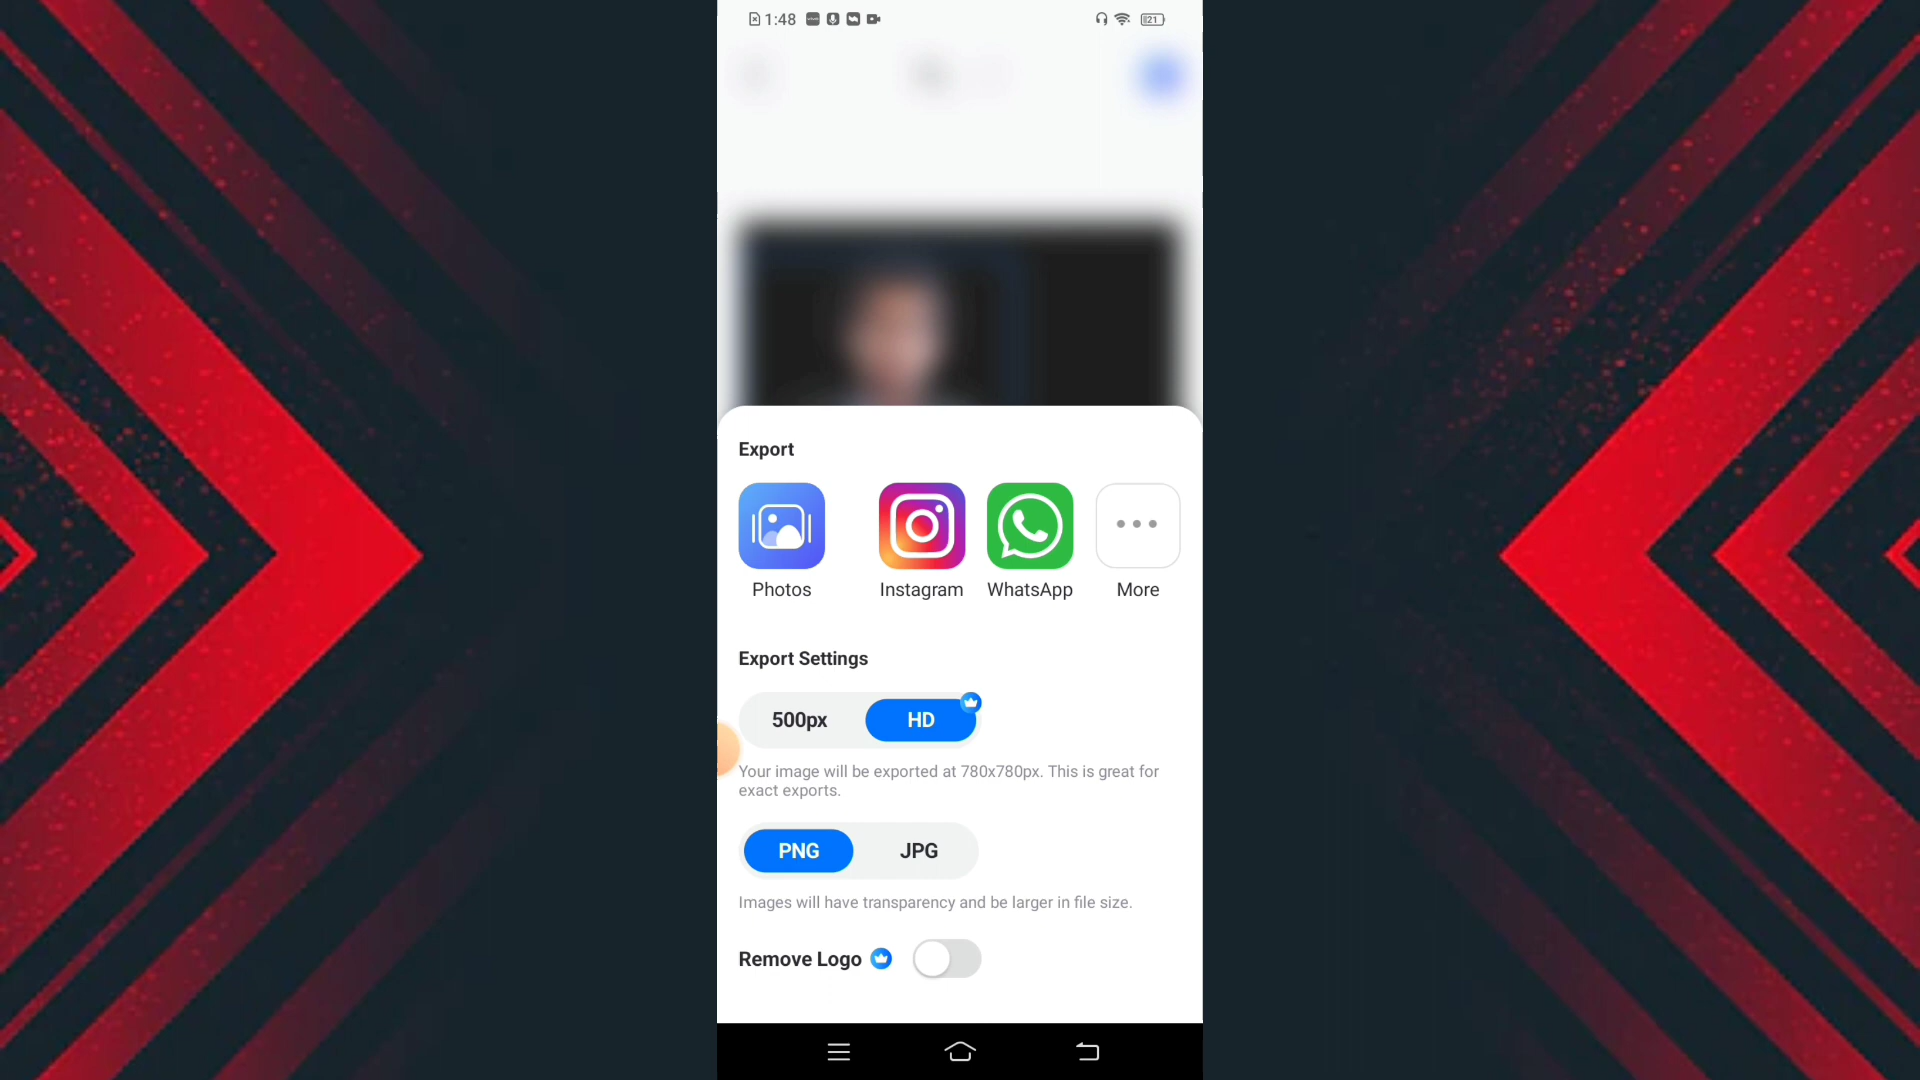 1:48
21
Export
Photos
Instagram
WhatsApp
More
Export Settings
500px
HD
Your image will be exported at 780x780px. This is great for
exact exports.
PNG
JPG
Images will have transparency and be larger in file size.
Remove Logo